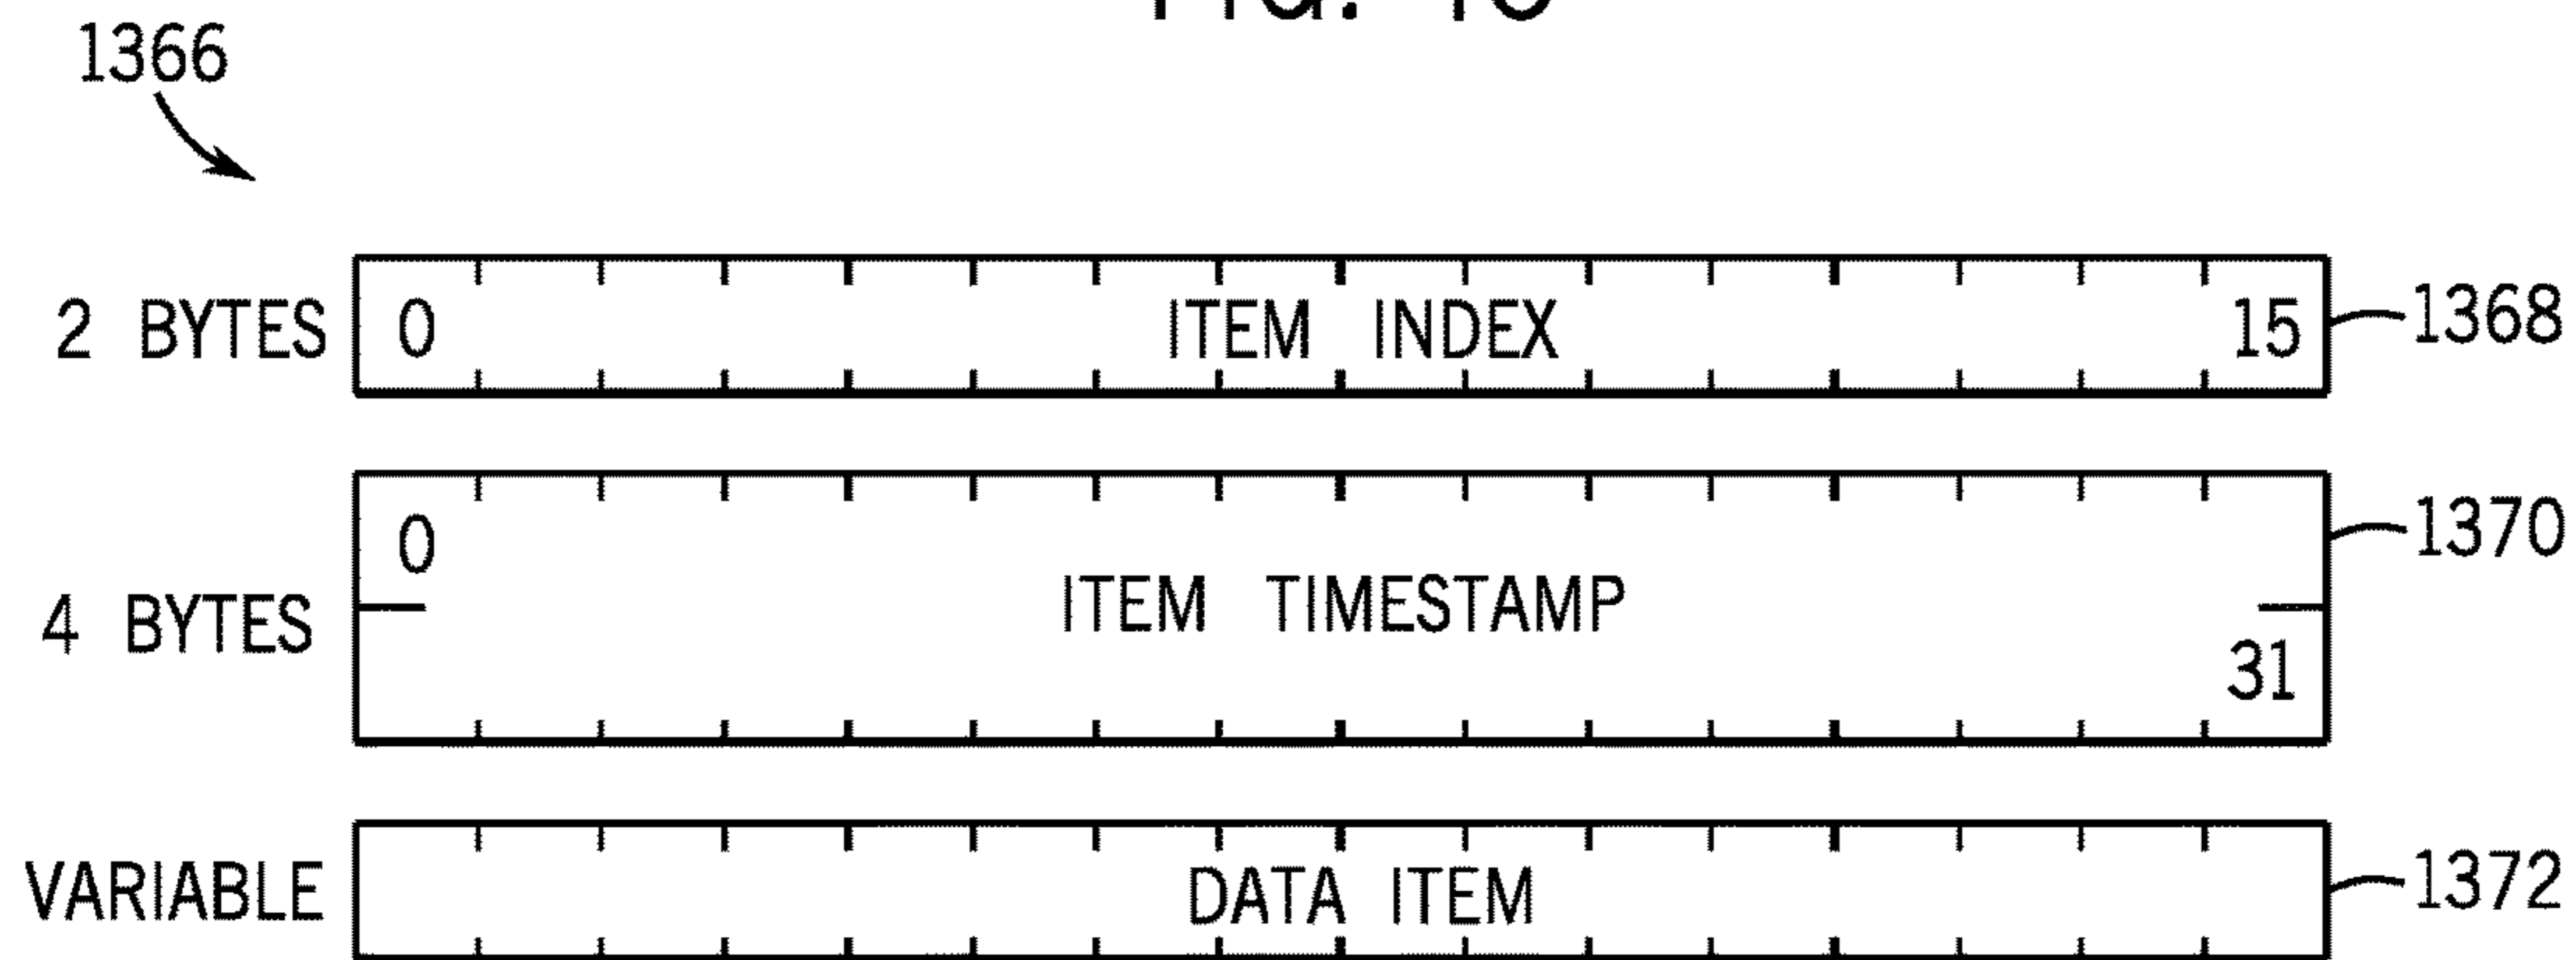 1366
2 BYTES 0 ITEM INDEX 15 1368
4 BYTES 0 ITEM TIMESTAMP 31 1370
VARIABLE DATA ITEM 1372